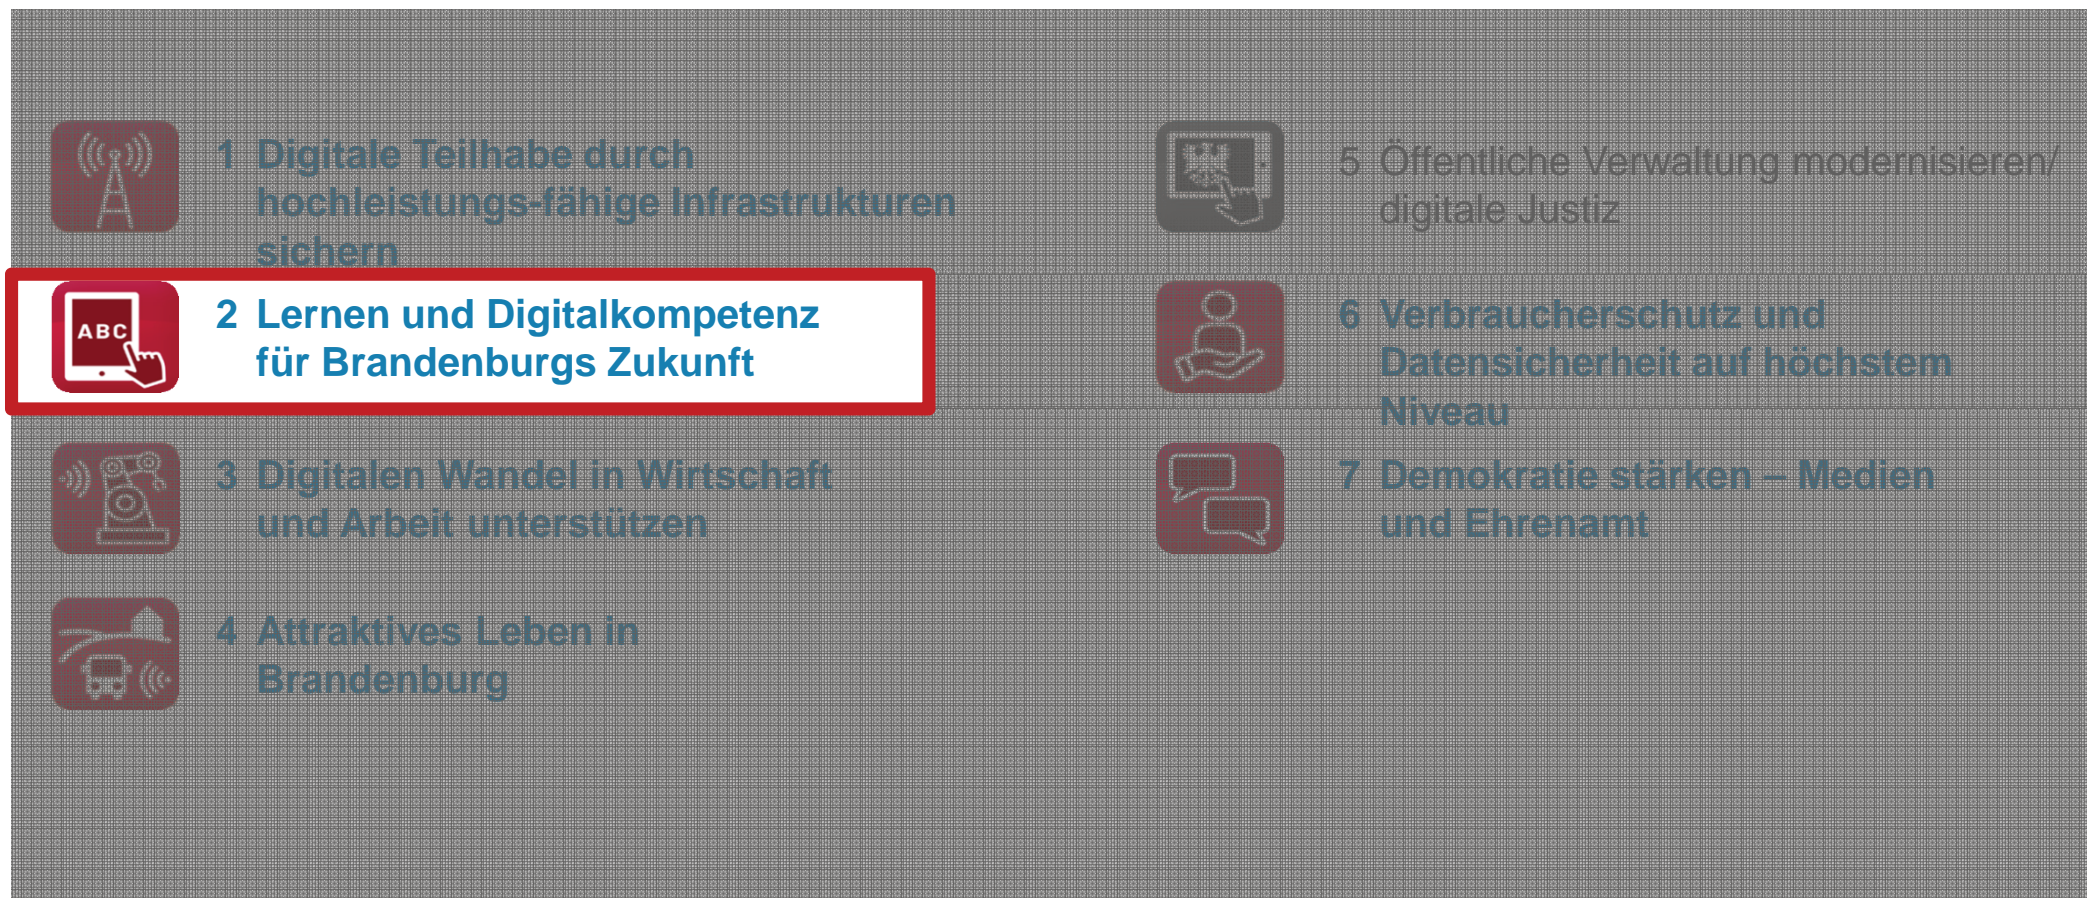 1 Digitale Teilhabe durch
hochleistungs-fähige Infrastrukturen
sichern
ABC
2 Lernen und Digitalkompetenz
für Brandenburgs Zukunft
3 Digitalen Wandel in Wirtschaft
und Arbeit unterstützen
4 Attraktives Leben in
Brandenburg
5 Öffentliche Verwaltung modernisieren/
digitale Justiz
6 Verbraucherschutz und
Datensicherheit auf höchstem
Niveau
7 Demokratie stärken – Medien
und Ehrenamt